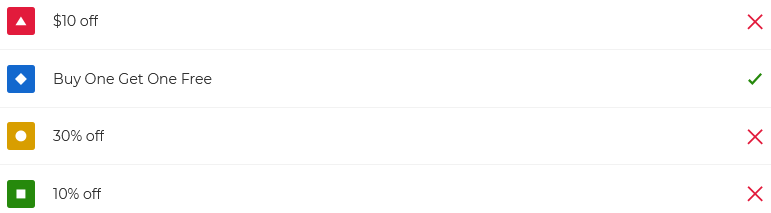 $10 off
Buy One Get One Free
30% off
10% off